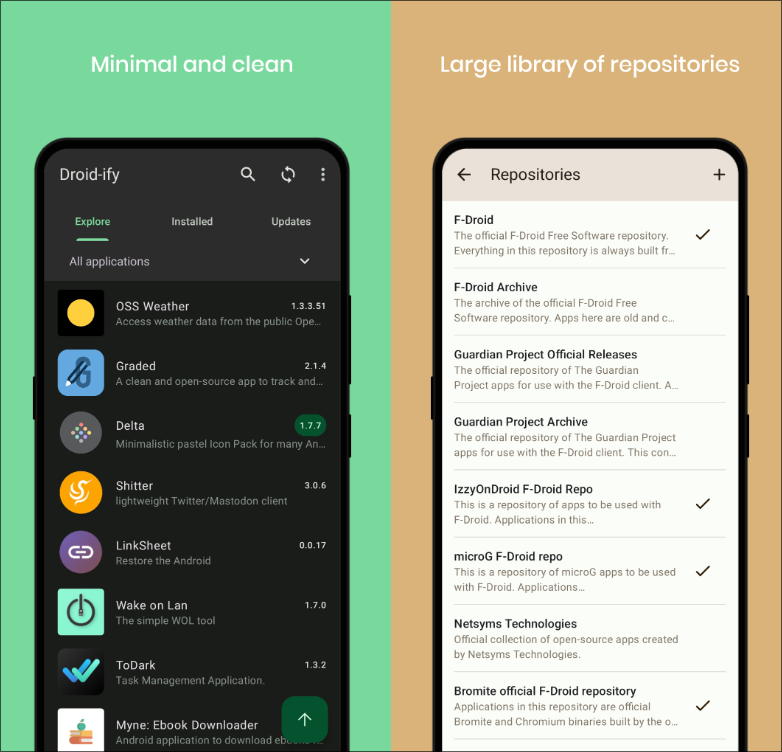 Minimal and clean
Droid-ify
Explore
Installed
Updates
All applications
OSS Weather
1.3.3.51
Access weather data from the public Ope...
Graded
2.1.4
A clean and open-source app to track and...
Delta
1.7.7
Minimalistic pastel Icon Pack for many An...
Shitter
3.0.6
lightweight Twitter/Mastodon client
LinkSheet
0.0.17
Restore the Android
Wake on Lan
1.7.0
The simple WOL tool
ToDark
1.3.2
Task Management Application.
Myne: Ebook Downloader
Android application to download
Large library of repositories
Repositories
F-Droid
The official F-Droid Free Software repository.
Everything in this repository is always built fr...
F-Droid Archive
The archive of the official F-Droid Free
Software repository. Apps here are old and c...
Guardian Project Official Releases
The official repository of The Guardian
Project apps for use with the F-Droid client. A...
Guardian Project Archive
The official repository of The Guardian Project
apps for use with the F-Droid client. This con...
IzzyOnDroid F-Droid Repo
This is a repository of apps to be used with
F-Droid. Applications in this...
microG F-Droid repo
This is a repository of microG apps to be used
with F-Droid. Applications...
Netsyms Technologies
Official collection of open-source apps created
by Netsyms Technologies.
Bromite official F-Droid repository
Applications in this repository are official
Bromite and Chromium binaries built by the o...